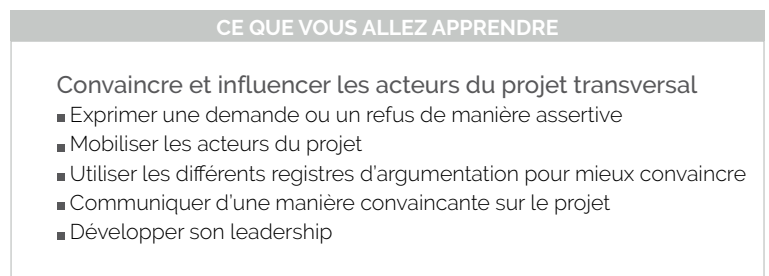 CE QUE VOUS ALLEZ APPRENDRE
Convaincre et influencer les acteurs du projet transversal
■ Exprimer une demande ou un refus de manière assertive
■ Mobiliser les acteurs du projet
■ Utiliser les différents registres d'argumentation pour mieux convaincre
■ Communiquer d'une manière convaincante sur le projet
■ Développer son leadership